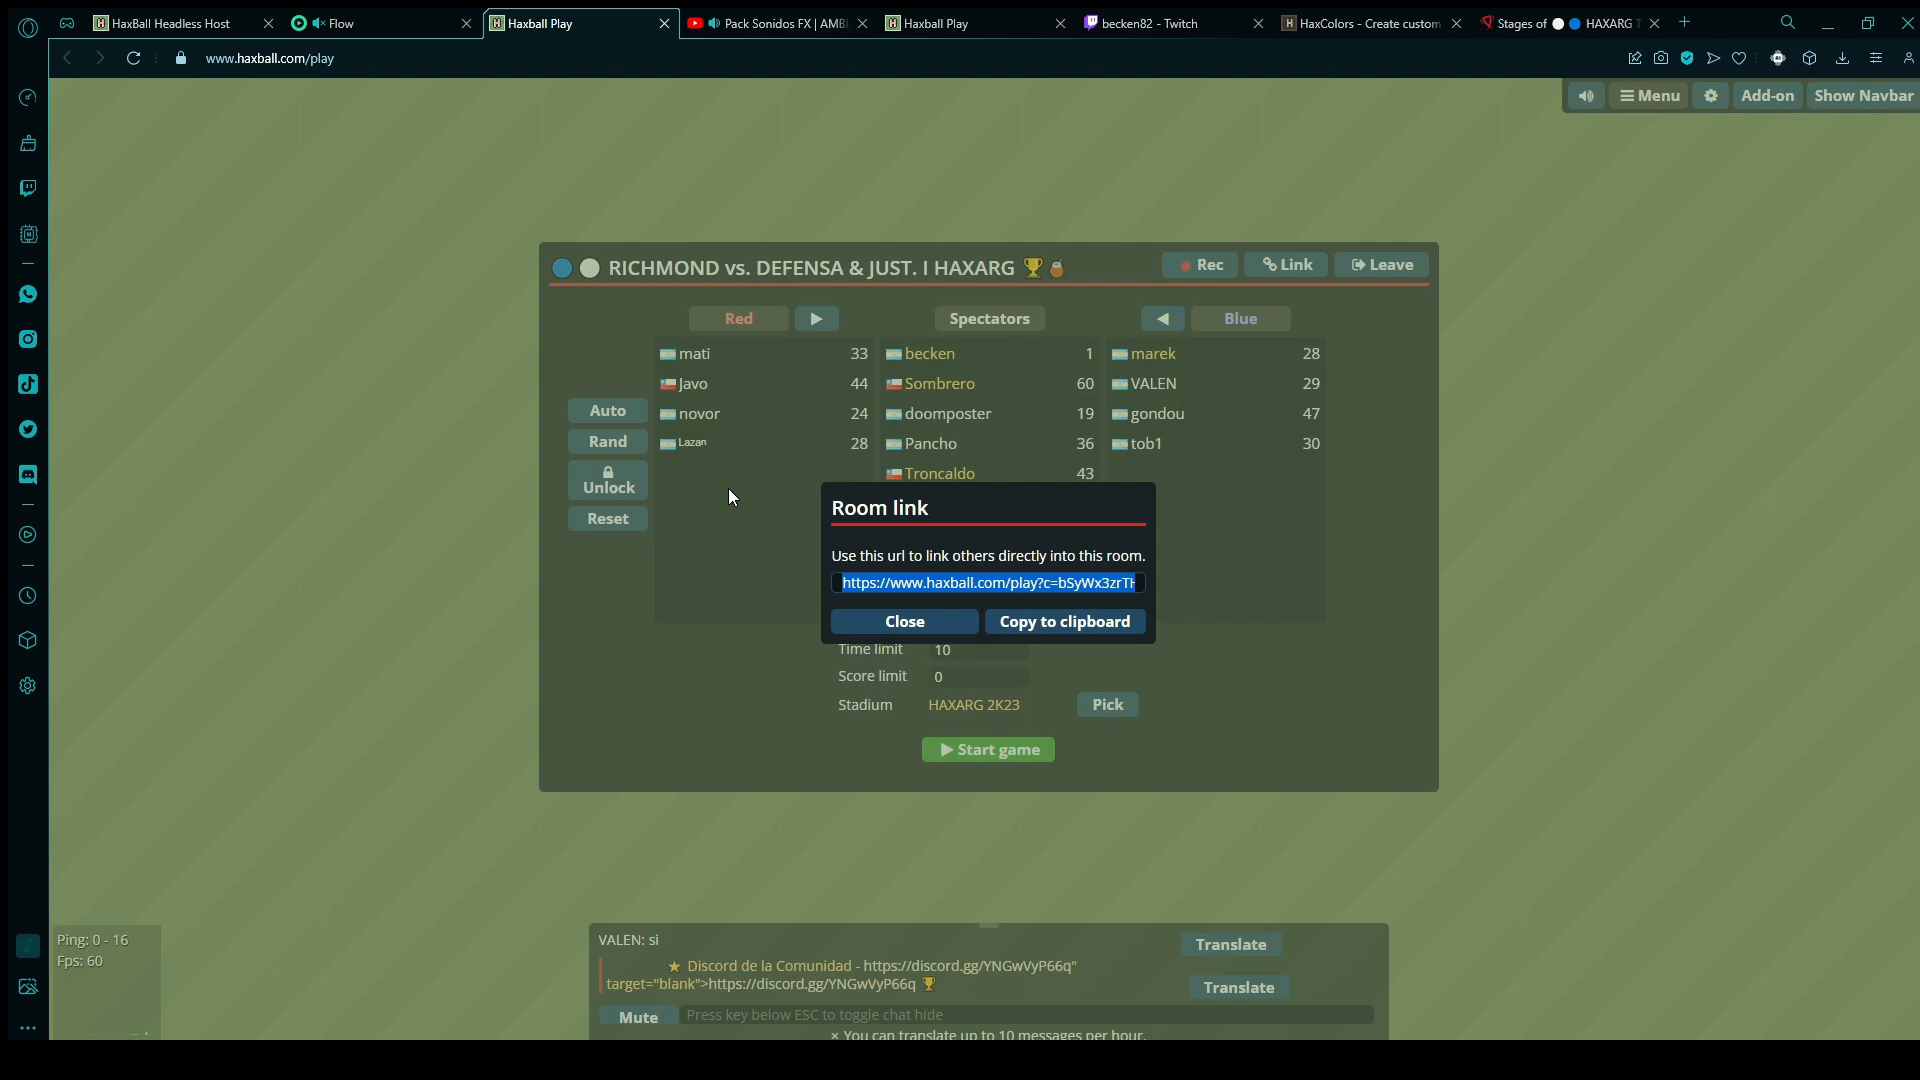 HaxBall Headless Host
Flow
Haxball Play
Pack Sonidos FX | AMBI
Haxball Play
becken82 - Twitch
HaxColors - Create custom
Stages of
HAXARG T
www.haxball.com/play
Menu
Add-on
Show Navbar
RICHMOND vs. DEFENSA & JUST. I HAXARG 🏆🧉
Rec
Link
Leave
Red
Spectators
Blue
mati 33
becken 1
marek 28
Javo 44
Sombrero 60
VALEN 29
Auto
novor 24
doomposter 19
gondou 47
Rand
Lazan 28
Pancho 36
tob1 30
Troncaldo 43
Unlock
Reset
Room link
Use this url to link others directly into this room.
https://www.haxball.com/play?c=bSyWx3zrTH
Close
Copy to clipboard
Time limit 10
Score limit 0
Stadium HAXARG 2K23
Pick
Start game
Ping: 0 - 16
Fps: 60
VALEN: si
Translate
★ Discord de la Comunidad - https://discord.gg/YNGwVyP66q"
target="blank">https://discord.gg/YNGwVyP66q 🏆
Translate
Mute
Press key below ESC to toggle chat hide
× You can translate up to 10 messages per hour.